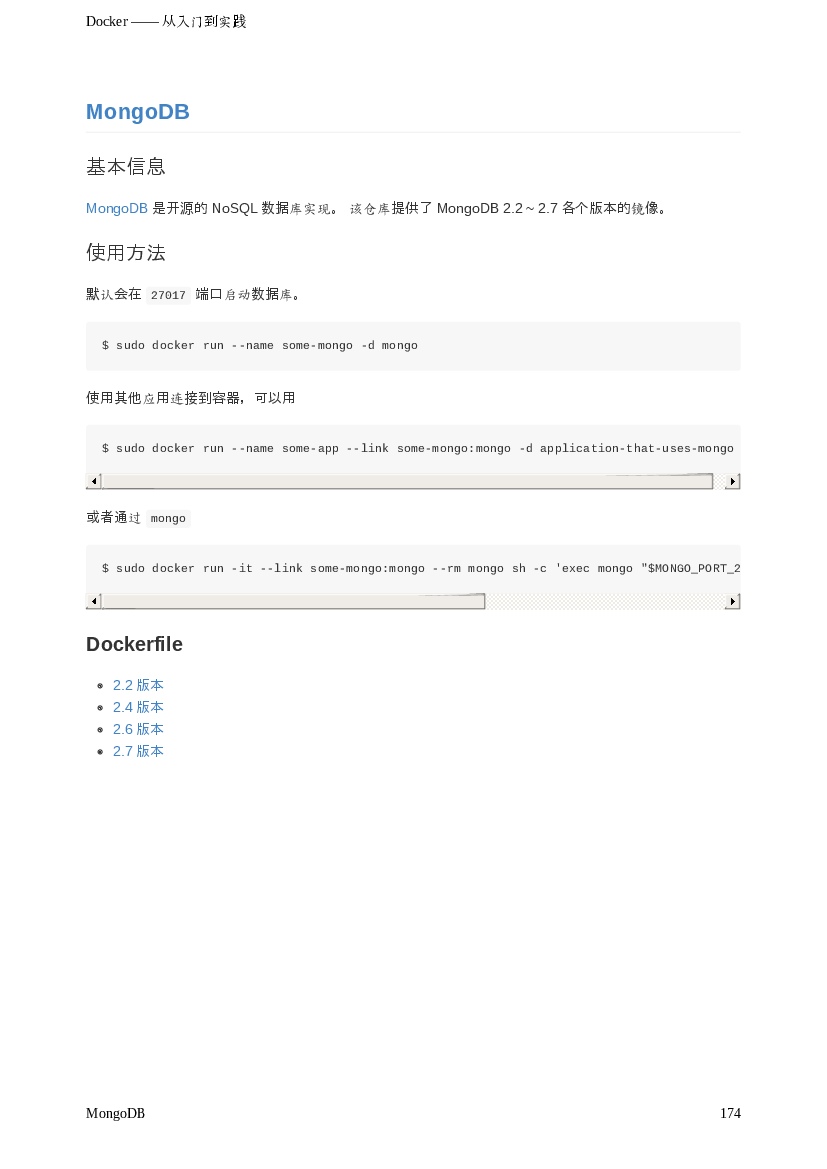 Docker —— 从入门到实践
MongoDB
基本信息
MongoDB 是开源的 NoSQL 数据库实现。 该仓库提供了 MongoDB 2.2 ~ 2.7 各个版本的镜像。
使用方法
默认会在 27017 端口启动数据库。
$ sudo docker run --name some-mongo -d mongo
使用其他应用连接到容器，可以用
$ sudo docker run --name some-app --link some-mongo:mongo -d application-that-uses-mongo
或者通过 mongo
$ sudo docker run -it --link some-mongo:mongo --rm mongo sh -c 'exec mongo "$MONGO_PORT_2
Dockerfile
2.2 版本
2.4 版本
2.6 版本
2.7 版本
MongoDB 174